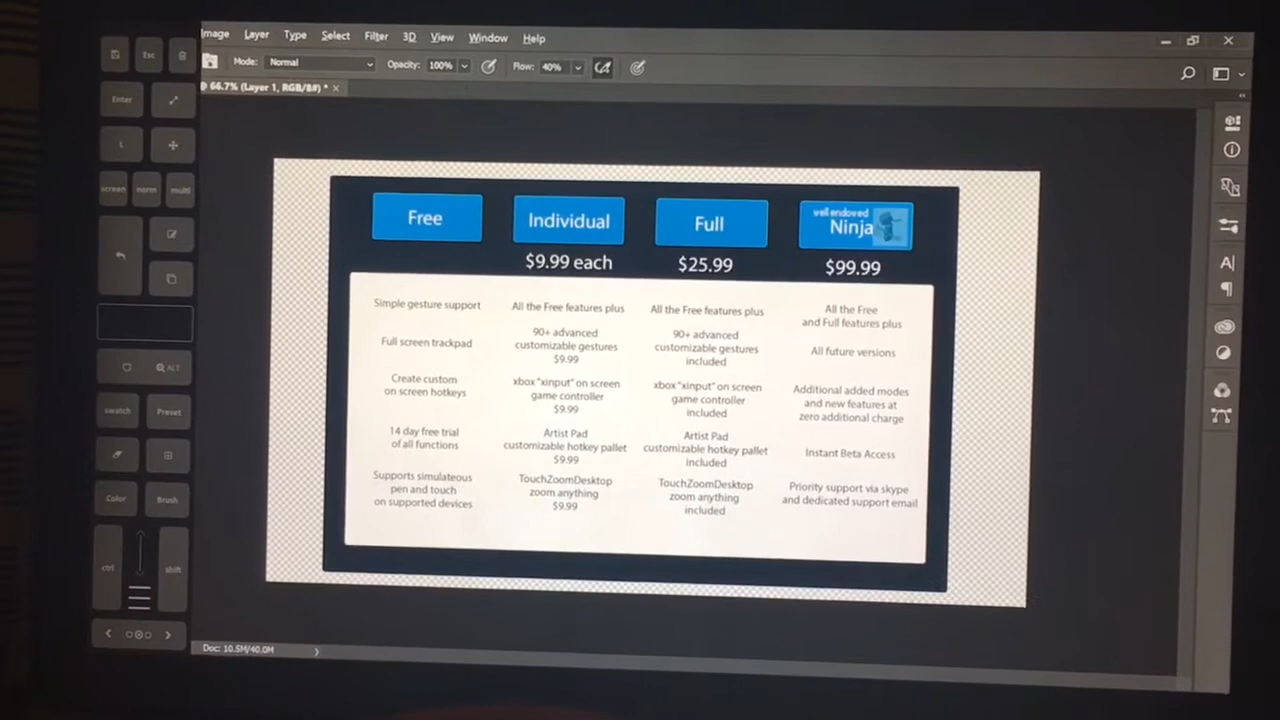 Image Layer Type Select Filter 3D View Window Help
Mode: Normal Opacity: 100% Flow: 40%
66.7% (Layer 1, RGB/8#) * ×
Esc
Enter
L
screen norm multi
ALT
swatch Preset
Color Brush
ctrl shift
Free
Simple gesture support
Full screen trackpad
Create custom
on screen hotkeys
14 day free trial
of all functions
Supports simulateous
pen and touch
on supported devices
Individual
$9.99 each
All the Free features plus
90+ advanced
customizable gestures
$9.99
xbox "xinput" on screen
game controller
$9.99
Artist Pad
customizable hotkey pallet
$9.99
TouchZoomDesktop
zoom anything
$9.99
Full
$25.99
All the Free features plus
90+ advanced
customizable gestures
included
xbox "xinput" on screen
game controller
included
Artist Pad
customizable hotkey pallet
included
TouchZoomDesktop
zoom anything
included
well endoved
Ninja
$99.99
All the Free
and Full features plus
All future versions
Additional added modes
and new features at
zero additional charge
Instant Beta Access
Priority support via skype
and dedicated support email
A|
Doc: 10.5M/40.0M